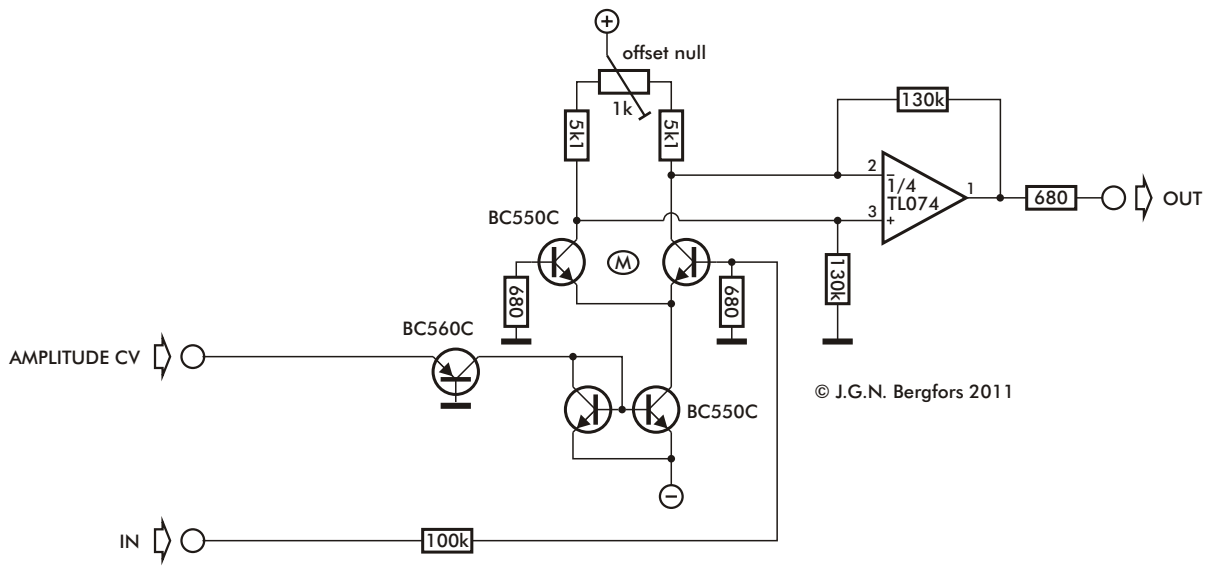 +
offset null
1k
5k1
5k1
130k
2
−
1/4
TL074
1
3
+
680
OUT
BC550C
M
130k
680
680
BC560C
AMPLITUDE CV
© J.G.N. Bergfors 2011
BC550C
−
IN
100k